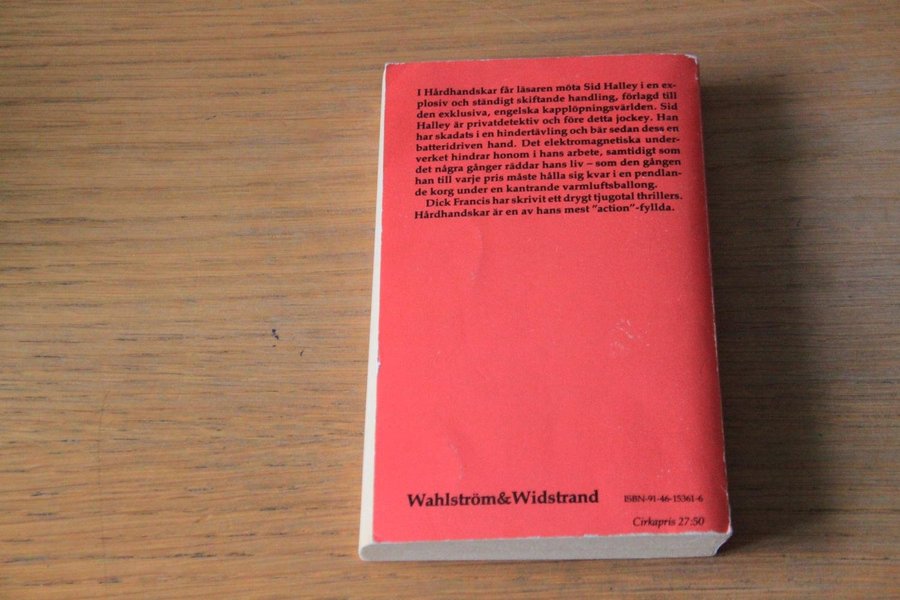 I Hårdhandskar får läsaren möta Sid Halley i en ex-
plosiv och ständigt skiftande handling, förlagd till
den exklusiva, engelska kapplöpningsvärlden. Sid
Halley är privatdetektiv och före detta jockey. Han
har skadats i en hindertävling och bär sedan dess en
batteridriven hand. Det elektromagnetiska under-
verket hindrar honom i hans arbete, samtidigt som
det några gånger räddar hans liv – som den gången
han till varje pris måste hålla sig kvar i en pendlan-
de korg under en kantrande varmluftsballong.
Dick Francis har skrivit ett drygt tjugotal thrillers.
Hårdhandskar är en av hans mest "action"-fyllda.
Wahlström&Widstrand
ISBN-91-46-15361-6
Cirkapris 27:50